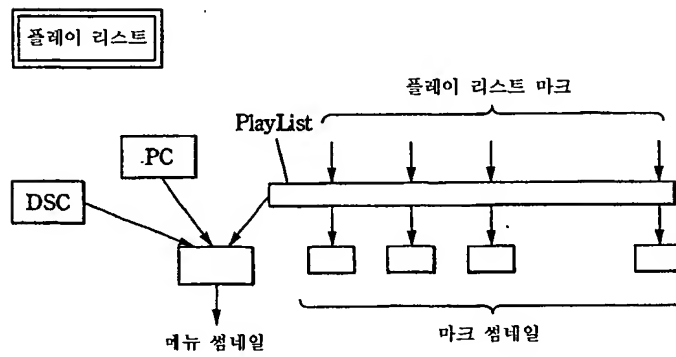 플레이 리스트
플레이 리스트 마크
PlayList
.PC
DSC
메뉴 썸네일
마크 썸네일